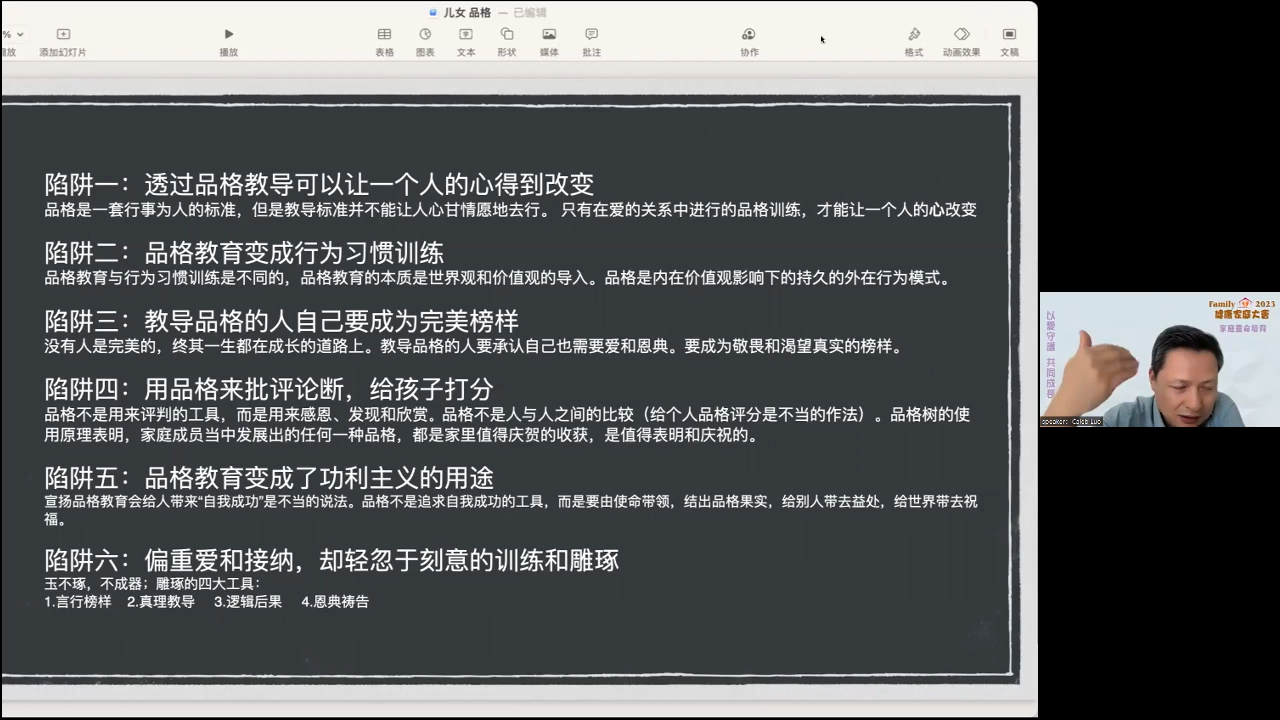 儿女 品格 — 已编辑
%
缩放
添加幻灯片
播放
表格
图表
文本
形状
媒体
批注
协作
格式
动画效果
文稿
陷阱一：透过品格教导可以让一个人的心得到改变
品格是一套行事为人的标准，但是教导标准并不能让人心甘情愿地去行。 只有在爱的关系中进行的品格训练，才能让一个人的心改变
陷阱二：品格教育变成行为习惯训练
品格教育与行为习惯训练是不同的，品格教育的本质是世界观和价值观的导入。品格是内在价值观影响下的持久的外在行为模式。
陷阱三：教导品格的人自己要成为完美榜样
没有人是完美的，终其一生都在成长的道路上。教导品格的人要承认自己也需要爱和恩典。要成为敬畏和渴望真实的榜样。
陷阱四：用品格来批评论断，给孩子打分
品格不是用来评判的工具，而是用来感恩、发现和欣赏。品格不是人与人之间的比较（给个人品格评分是不当的作法）。品格树的使
用原理表明，家庭成员当中发展出的任何一种品格，都是家里值得庆贺的收获，是值得表明和庆祝的。
陷阱五：品格教育变成了功利主义的用途
宣扬品格教育会给人带来“自我成功”是不当的说法。品格不是追求自我成功的工具，而是要由使命带领，结出品格果实，给别人带去益处，给世界带去祝
福。
陷阱六：偏重爱和接纳，却轻忽于刻意的训练和雕琢
玉不琢，不成器；雕琢的四大工具：
1.言行榜样 2.真理教导 3.逻辑后果 4.恩典祷告
Family 2023
健康家庭大赛
家庭靈命培育
以愛守護 共同成長
speaker: Caleb Luo